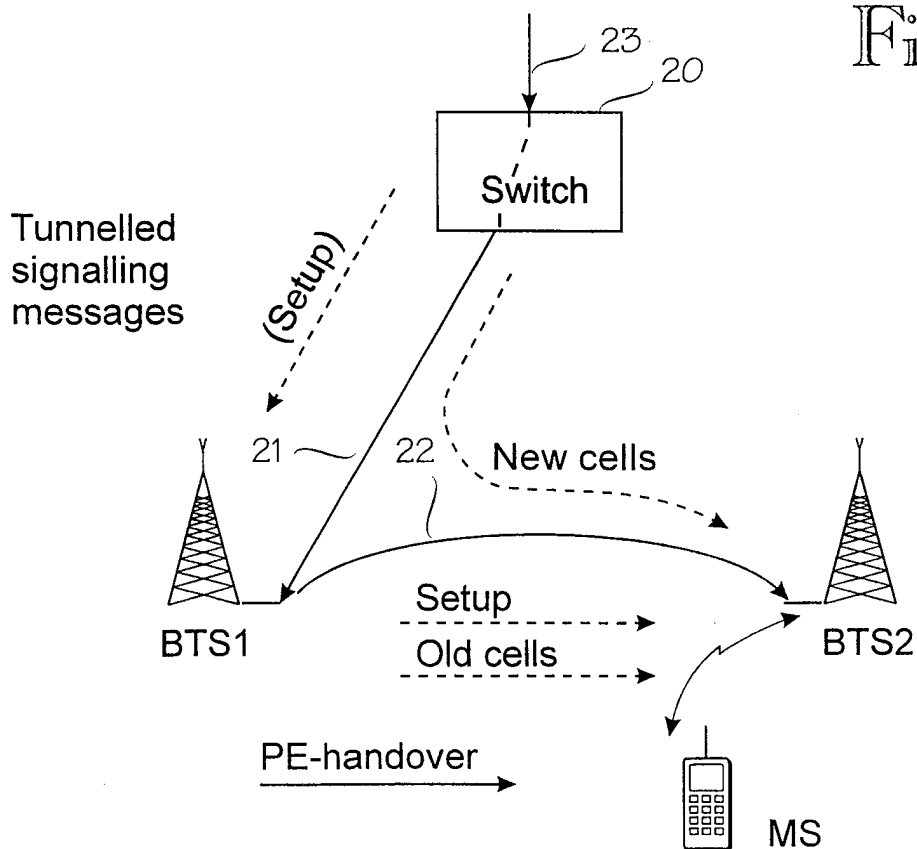 Fi
23
20
Switch
Tunnelled
signalling
messages
(Setup)
21
22
New cells
Setup
Old cells
BTS1
BTS2
PE-handover
MS